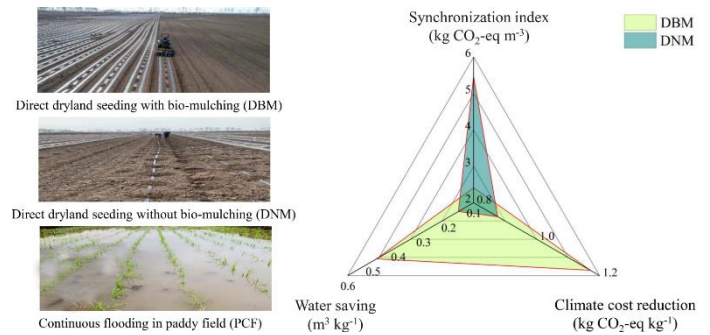 Direct dryland seeding with bio-mulching (DBM)
Direct dryland seeding without bio-mulching (DNM)
Continuous flooding in paddy field (PCF)
Synchronization index
(kg CO₂-eq m⁻³)
DBM
DNM
6
5
4
3
2
0.8
0.1
0.2
0.3
1.0
0.4
0.5
1.2
0.6
Water saving
(m³ kg⁻¹)
Climate cost reduction
(kg CO₂-eq kg⁻¹)